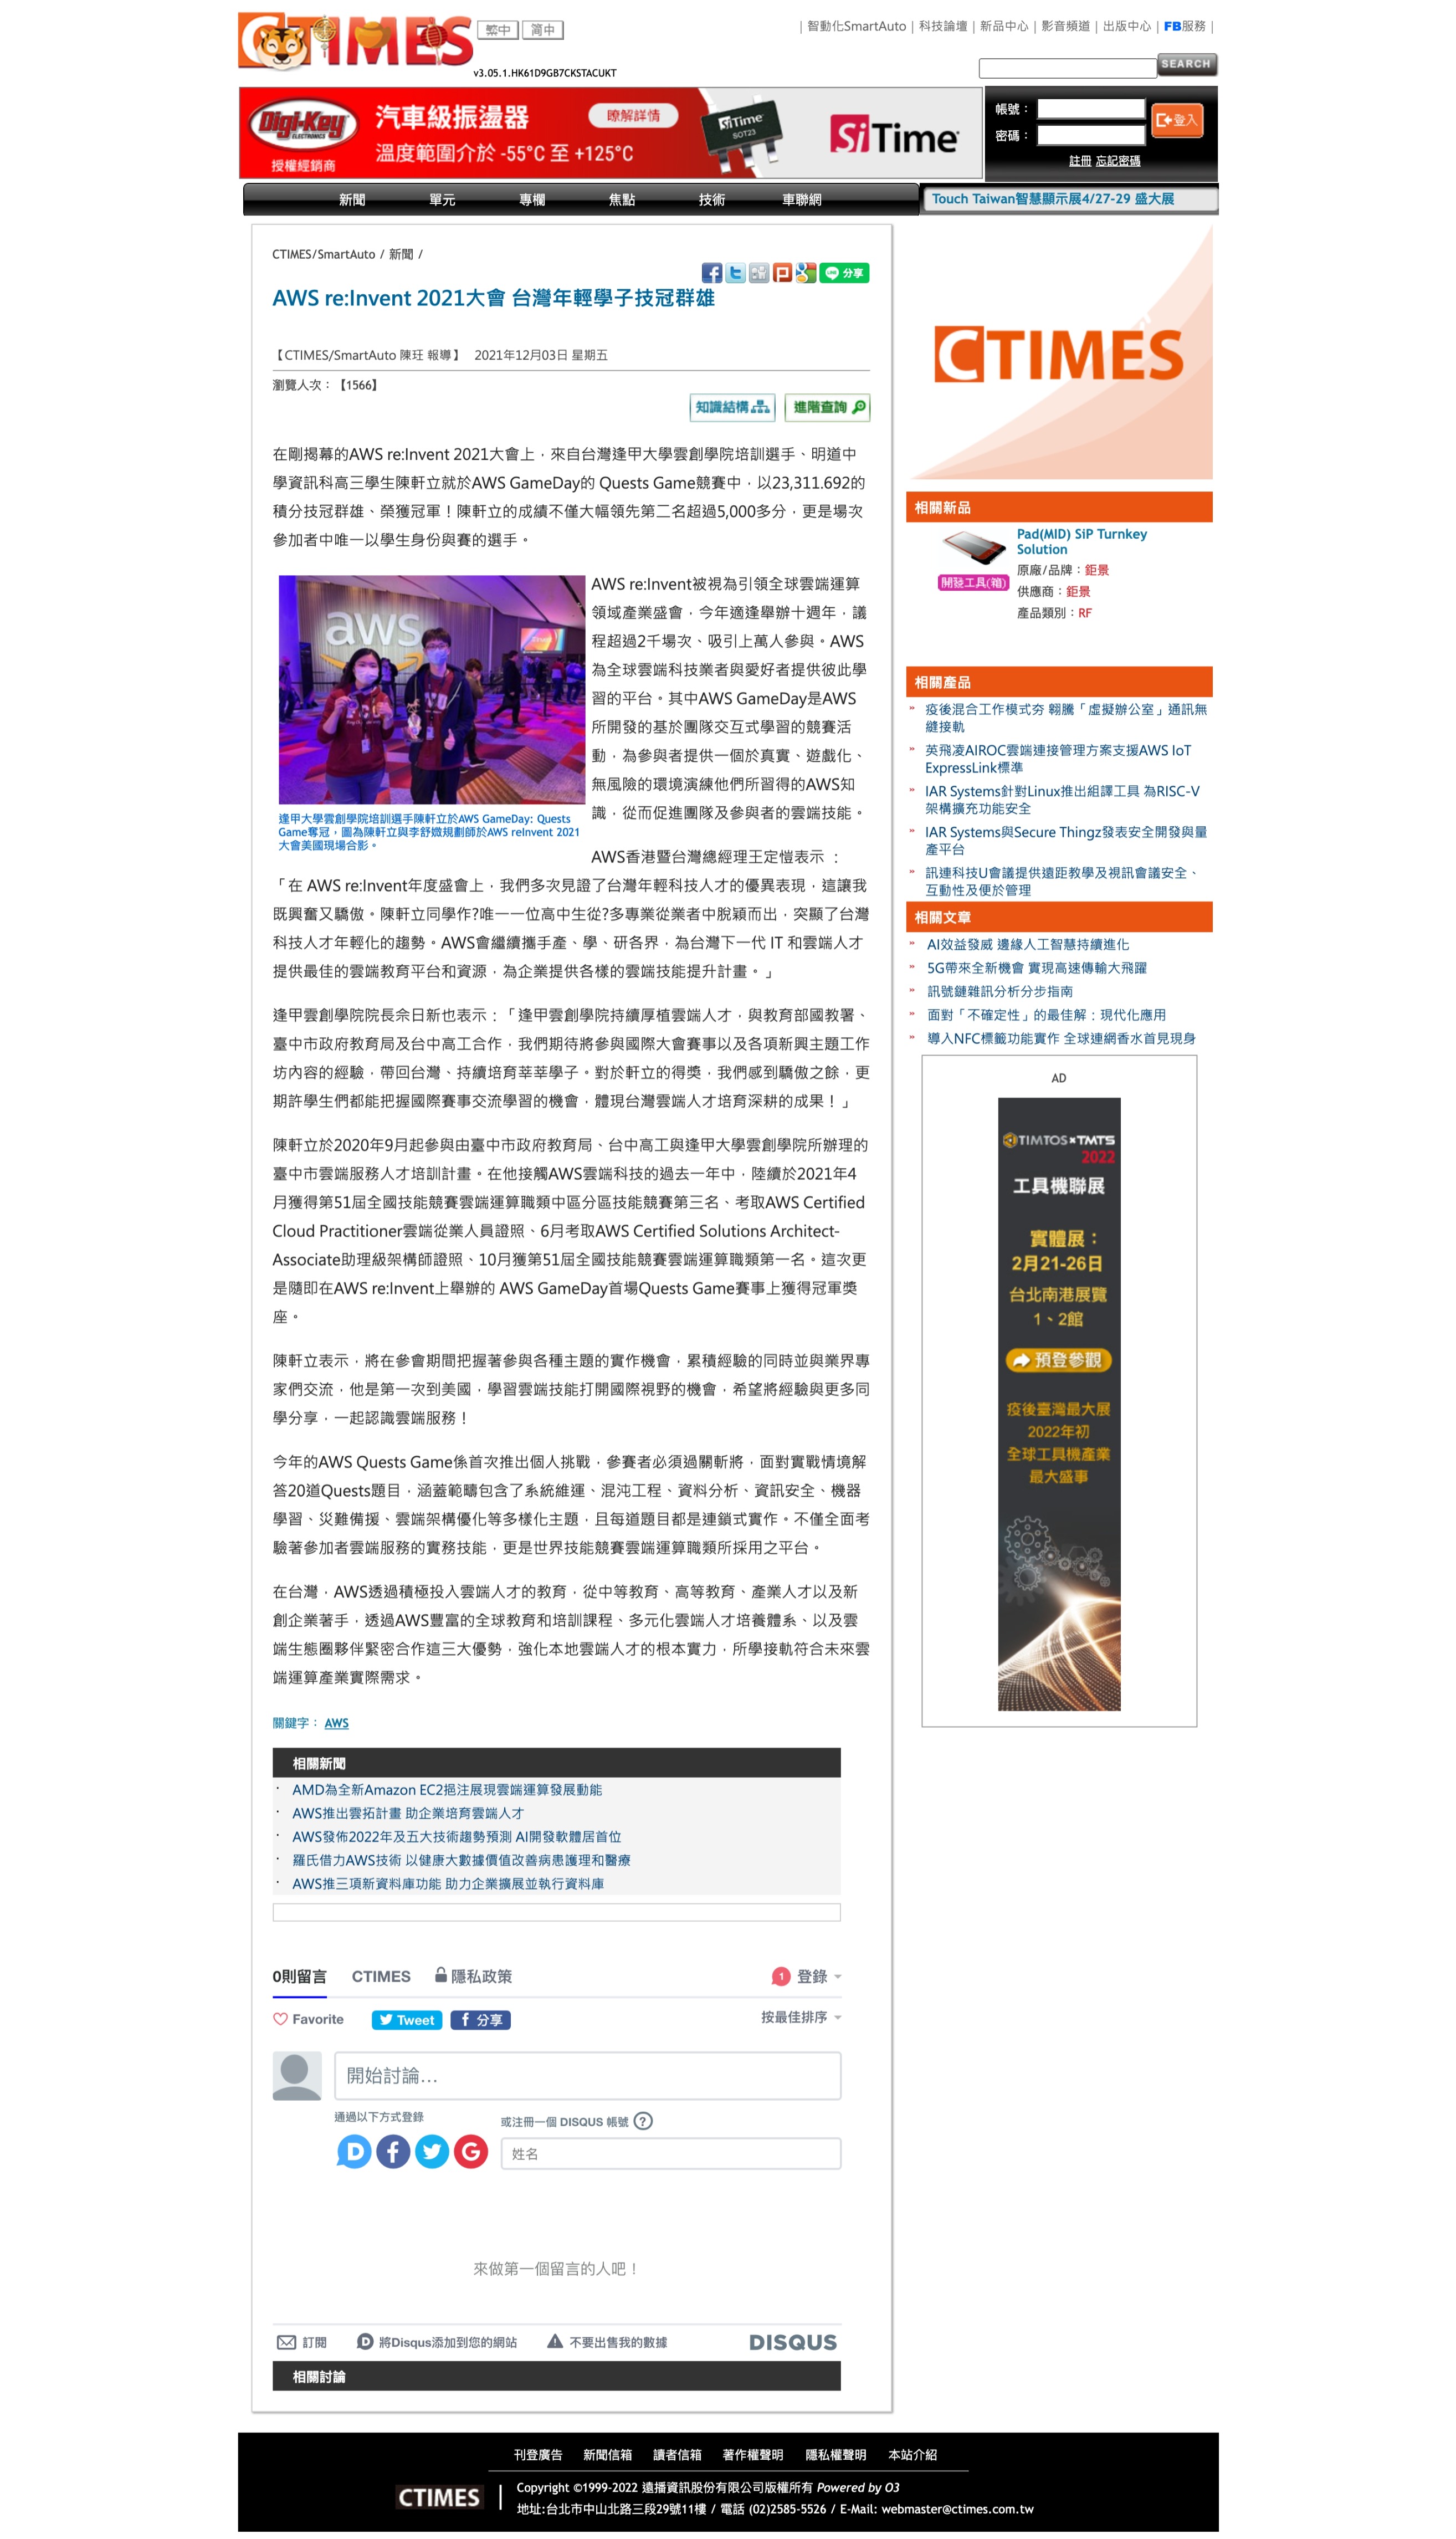 CTIMES
繁中 简中
| 智動化SmartAuto | 科技論壇 | 新品中心 | 影音頻道 | 出版中心 | FB服務 |
v3.05.1.HK61D9GB7CKSTACUKT
SEARCH
Digi-Key
ELECTRONICS
授權經銷商
汽車級振盪器
瞭解詳情
溫度範圍介於 -55°C 至 +125°C
SiTime
SOT23
SiTime
帳號：
密碼：
登入
註冊 忘記密碼
新聞 單元 專欄 焦點 技術 車聯網
Touch Taiwan智慧顯示展4/27-29 盛大展
CTIMES/SmartAuto / 新聞 /
分享
AWS re:Invent 2021大會 台灣年輕學子技冠群雄
【CTIMES/SmartAuto 陳玨 報導】 2021年12月03日 星期五
瀏覽人次：【1566】
知識結構 進階查詢
在剛揭幕的AWS re:Invent 2021大會上，來自台灣逢甲大學雲創學院培訓選手、明道中
學資訊科高三學生陳軒立就於AWS GameDay的 Quests Game競賽中，以23,311.692的
積分技冠群雄、榮獲冠軍！陳軒立的成績不僅大幅領先第二名超過5,000多分，更是場次
參加者中唯一以學生身份與賽的選手。
aws
逢甲大學雲創學院培訓選手陳軒立於AWS GameDay: Quests
Game奪冠，圖為陳軒立與李舒媺規劃師於AWS reInvent 2021
大會美國現場合影。
AWS re:Invent被視為引領全球雲端運算
領域產業盛會，今年適逢舉辦十週年，議
程超過2千場次、吸引上萬人參與。AWS
為全球雲端科技業者與愛好者提供彼此學
習的平台。其中AWS GameDay是AWS
所開發的基於團隊交互式學習的競賽活
動，為參與者提供一個於真實、遊戲化、
無風險的環境演練他們所習得的AWS知
識，從而促進團隊及參與者的雲端技能。
AWS香港暨台灣總經理王定愷表示 ：
「在 AWS re:Invent年度盛會上，我們多次見證了台灣年輕科技人才的優異表現，這讓我
既興奮又驕傲。陳軒立同學作?唯一一位高中生從?多專業從業者中脫穎而出，突顯了台灣
科技人才年輕化的趨勢。AWS會繼續攜手產、學、研各界，為台灣下一代 IT 和雲端人才
提供最佳的雲端教育平台和資源，為企業提供各樣的雲端技能提升計畫。」
逢甲雲創學院院長佘日新也表示：「逢甲雲創學院持續厚植雲端人才，與教育部國教署、
臺中市政府教育局及台中高工合作，我們期待將參與國際大會賽事以及各項新興主題工作
坊內容的經驗，帶回台灣、持續培育莘莘學子。對於軒立的得獎，我們感到驕傲之餘，更
期許學生們都能把握國際賽事交流學習的機會，體現台灣雲端人才培育深耕的成果！」
陳軒立於2020年9月起參與由臺中市政府教育局、台中高工與逢甲大學雲創學院所辦理的
臺中市雲端服務人才培訓計畫。在他接觸AWS雲端科技的過去一年中，陸續於2021年4
月獲得第51屆全國技能競賽雲端運算職類中區分區技能競賽第三名、考取AWS Certified
Cloud Practitioner雲端從業人員證照、6月考取AWS Certified Solutions Architect-
Associate助理級架構師證照、10月獲第51屆全國技能競賽雲端運算職類第一名。這次更
是隨即在AWS re:Invent上舉辦的 AWS GameDay首場Quests Game賽事上獲得冠軍獎
座。
陳軒立表示，將在參會期間把握著參與各種主題的實作機會，累積經驗的同時並與業界專
家們交流，他是第一次到美國，學習雲端技能打開國際視野的機會，希望將經驗與更多同
學分享，一起認識雲端服務！
今年的AWS Quests Game係首次推出個人挑戰，參賽者必須過關斬將，面對實戰情境解
答20道Quests題目，涵蓋範疇包含了系統維運、混沌工程、資料分析、資訊安全、機器
學習、災難備援、雲端架構優化等多樣化主題，且每道題目都是連鎖式實作。不僅全面考
驗著參加者雲端服務的實務技能，更是世界技能競賽雲端運算職類所採用之平台。
在台灣，AWS透過積極投入雲端人才的教育，從中等教育、高等教育、產業人才以及新
創企業著手，透過AWS豐富的全球教育和培訓課程、多元化雲端人才培養體系、以及雲
端生態圈夥伴緊密合作這三大優勢，強化本地雲端人才的根本實力，所學接軌符合未來雲
端運算產業實際需求。
關鍵字： AWS
相關新聞
· AMD為全新Amazon EC2挹注展現雲端運算發展動能
· AWS推出雲拓計畫 助企業培育雲端人才
· AWS發佈2022年及五大技術趨勢預測 AI開發軟體居首位
· 羅氏借力AWS技術 以健康大數據價值改善病患護理和醫療
· AWS推三項新資料庫功能 助力企業擴展並執行資料庫
0則留言 CTIMES 隱私政策 1 登錄
Favorite Tweet 分享 按最佳排序
開始討論...
通過以下方式登錄
或注冊一個 DISQUS 帳號 ?
姓名
來做第一個留言的人吧！
訂閱 將Disqus添加到您的網站 不要出售我的數據 DISQUS
相關討論
CTIMES
相關新品
開發工具(箱)
Pad(MID) SiP Turnkey
Solution
原廠/品牌：鉅景
供應商：鉅景
產品類別：RF
相關產品
» 疫後混合工作模式夯 翱騰「虛擬辦公室」通訊無
縫接軌
» 英飛凌AIROC雲端連接管理方案支援AWS IoT
ExpressLink標準
» IAR Systems針對Linux推出組譯工具 為RISC-V
架構擴充功能安全
» IAR Systems與Secure Thingz發表安全開發與量
產平台
» 訊連科技U會議提供遠距教學及視訊會議安全、
互動性及便於管理
相關文章
» AI效益發威 邊緣人工智慧持續進化
» 5G帶來全新機會 實現高速傳輸大飛躍
» 訊號鏈雜訊分析分步指南
» 面對「不確定性」的最佳解：現代化應用
» 導入NFC標籤功能實作 全球連網香水首見現身
AD
TIMTOS×TMTS
2022
工具機聯展
實體展：
2月21-26日
台北南港展覽
1、2館
預登參觀
疫後臺灣最大展
2022年初
全球工具機產業
最大盛事
刊登廣告 新聞信箱 讀者信箱 著作權聲明 隱私權聲明 本站介紹
CTIMES
Copyright ©1999-2022 遠播資訊股份有限公司版權所有 Powered by O3
地址:台北市中山北路三段29號11樓 / 電話 (02)2585-5526 / E-Mail: webmaster@ctimes.com.tw